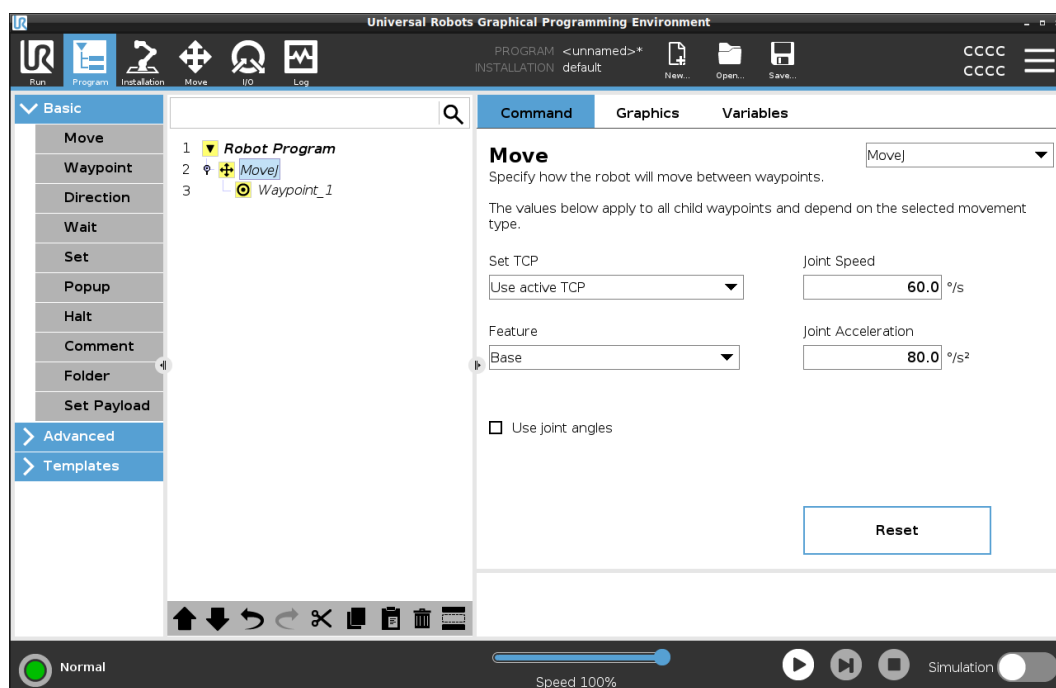 Universal Robots Graphical Programming Environment
UR
Run
Program
Installation
Move
I/O
Log
PROGRAM <unnamed>*
INSTALLATION default
New...
Open...
Save...
CCCC
CCCC
Basic
Move
Waypoint
Direction
Wait
Set
Popup
Halt
Comment
Folder
Set Payload
Advanced
Templates
1 Robot Program
2 MoveJ
3 Waypoint_1
Command Graphics Variables
Move
MoveJ
Specify how the robot will move between waypoints.
The values below apply to all child waypoints and depend on the selected movement
type.
Set TCP
Joint Speed
Use active TCP
60.0 °/s
Feature
Joint Acceleration
Base
80.0 °/s²
Use joint angles
Reset
Normal
Speed 100%
Simulation